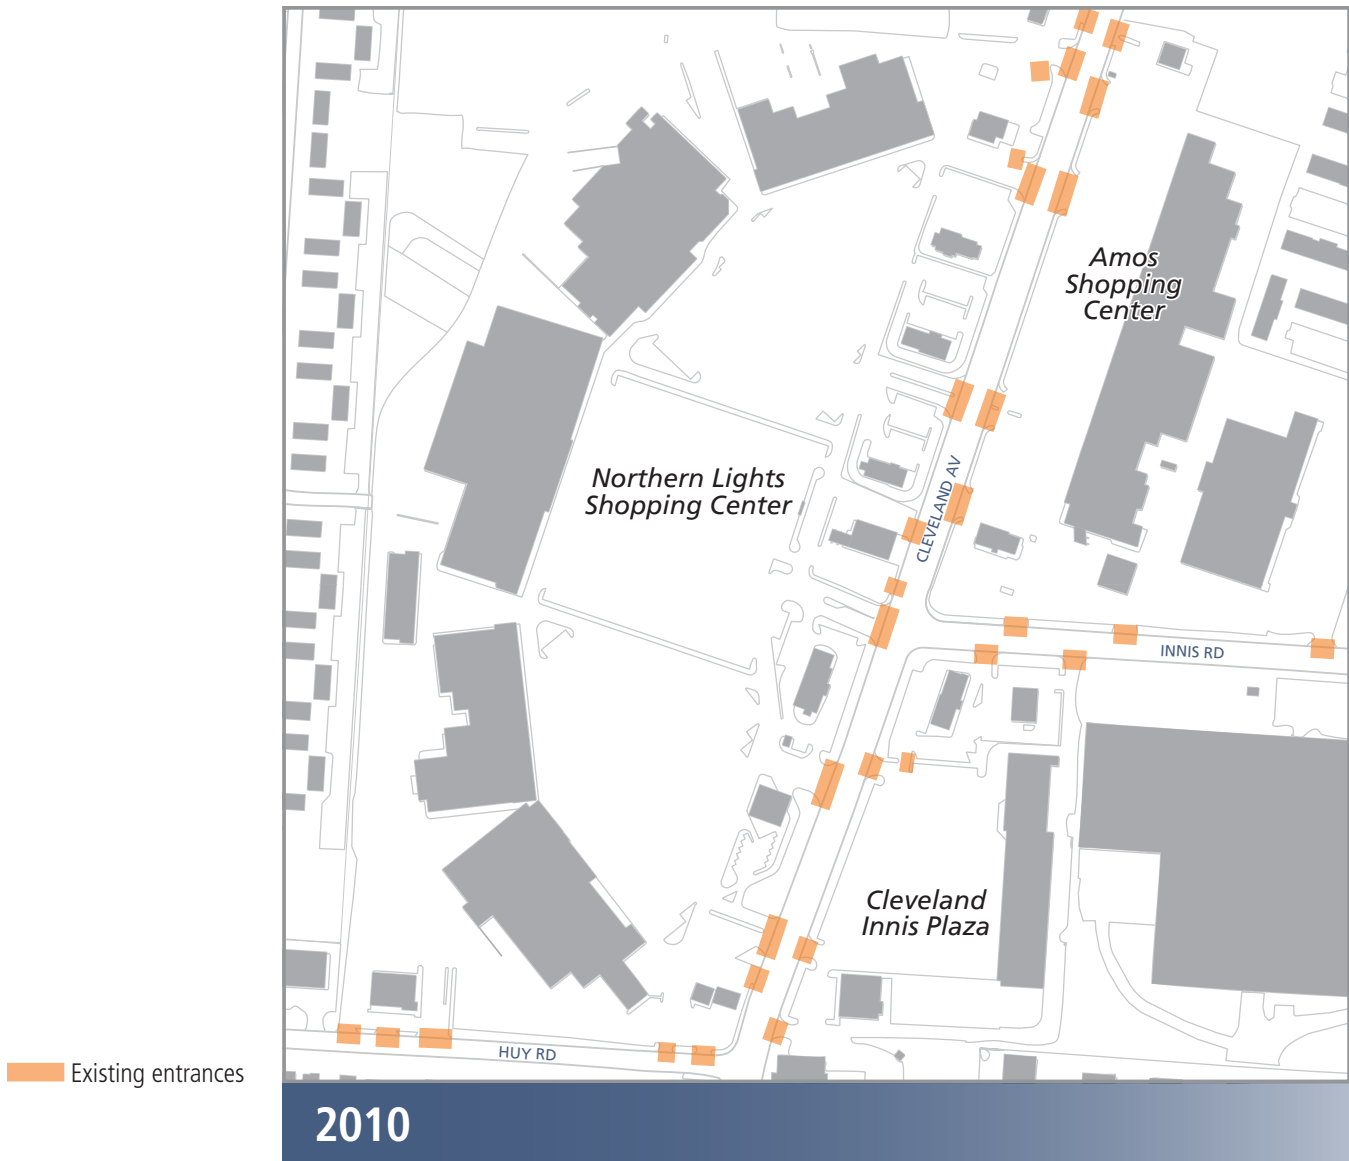 Amos
Shopping
Center
Northern Lights
Shopping Center
CLEVELAND AV
INNIS RD
Cleveland
Innis Plaza
HUY RD
Existing entrances
2010